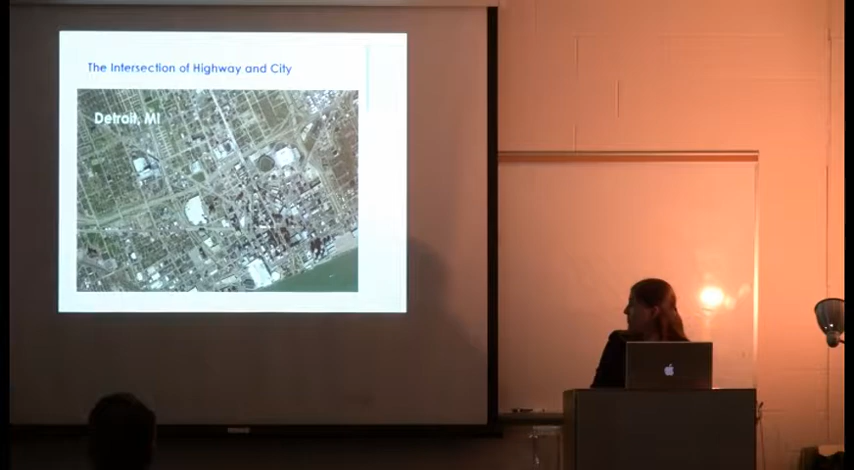 The Intersection of Highway and City
Detroit, MI